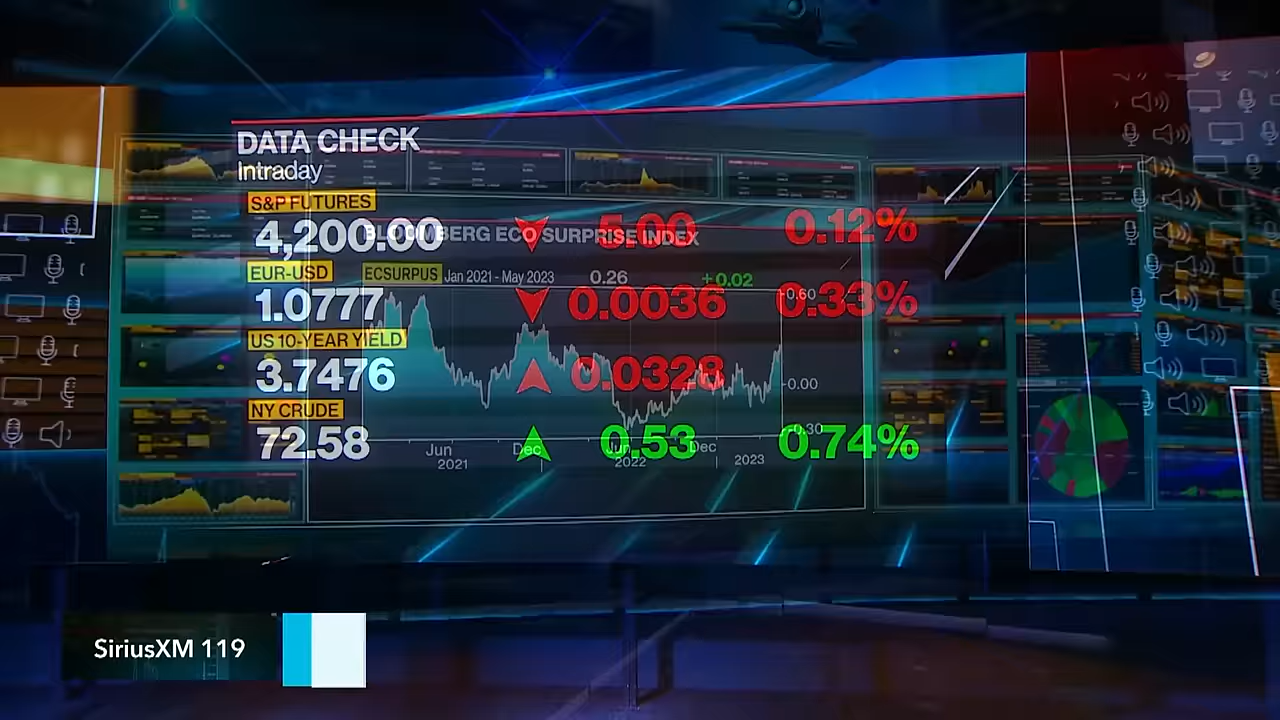 DATA CHECK
Intraday
S&P FUTURES
4,200.00 5.00 0.12%
BLOOMBERG ECO SURPRISE INDEX
EUR-USD
ECSURPUS Jan 2021 - May 2023 0.26 +0.02
1.0777 0.0036 0.33%
-0.60
US 10-YEAR YIELD
3.7476 0.0328
-0.00
NY CRUDE
72.58 0.53 0.74%
-0.30
Jun Dec Jun Dec
2021 2022 2023
SiriusXM 119